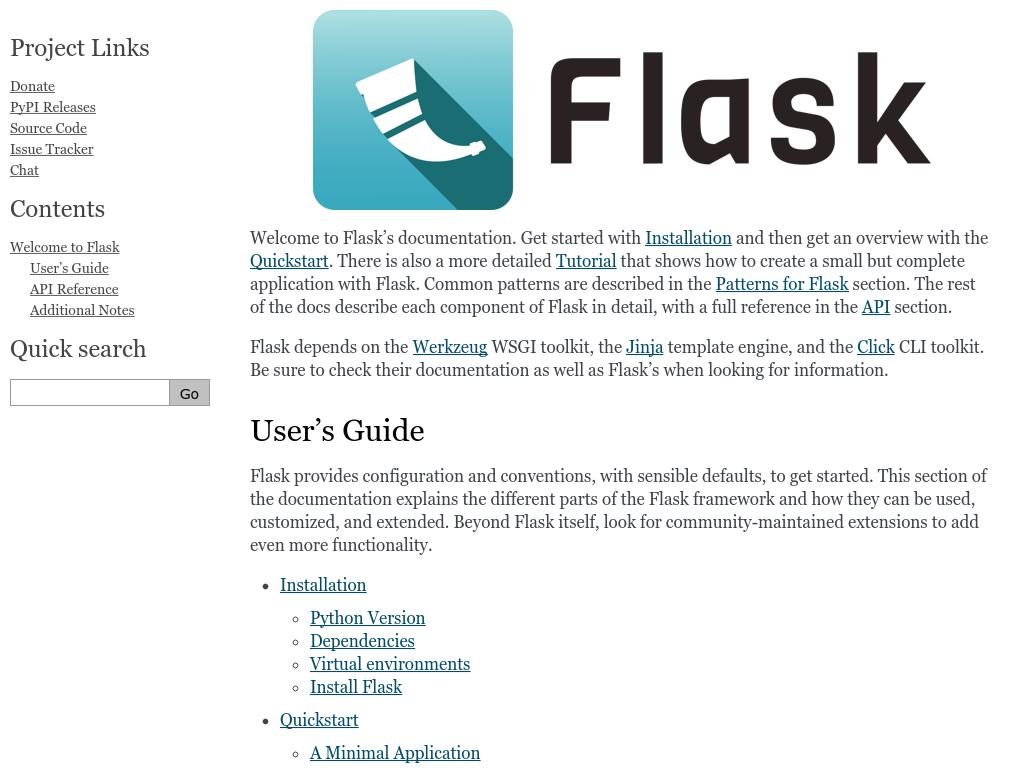 Project Links
Donate
PyPI Releases
Source Code
Issue Tracker
Chat
Contents
Welcome to Flask
User’s Guide
API Reference
Additional Notes
Quick search
Go
Flask
Welcome to Flask’s documentation. Get started with Installation and then get an overview with the
Quickstart. There is also a more detailed Tutorial that shows how to create a small but complete
application with Flask. Common patterns are described in the Patterns for Flask section. The rest
of the docs describe each component of Flask in detail, with a full reference in the API section.
Flask depends on the Werkzeug WSGI toolkit, the Jinja template engine, and the Click CLI toolkit.
Be sure to check their documentation as well as Flask’s when looking for information.
User’s Guide
Flask provides configuration and conventions, with sensible defaults, to get started. This section of
the documentation explains the different parts of the Flask framework and how they can be used,
customized, and extended. Beyond Flask itself, look for community-maintained extensions to add
even more functionality.
Installation
Python Version
Dependencies
Virtual environments
Install Flask
Quickstart
A Minimal Application